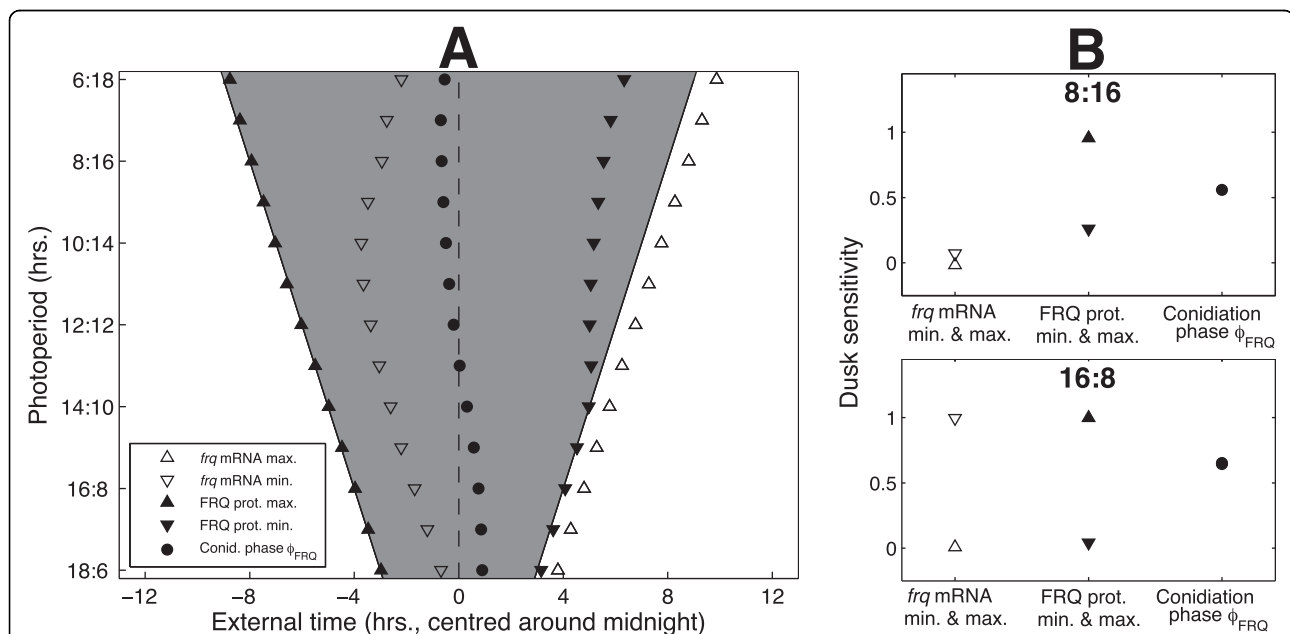 A
B
Photoperiod (hrs.)
6:18
8:16
10:14
12:12
14:10
16:8
18:6
frq mRNA max.
frq mRNA min.
FRQ prot. max.
FRQ prot. min.
Conid. phase φFRQ
−12
−8
−4
0
4
8
12
External time (hrs., centred around midnight)
Dusk sensitivity
8:16
1
0.5
0
frq mRNA
min. & max.
FRQ prot.
min. & max.
Conidiation
phase φFRQ
16:8
1
0.5
0
frq mRNA
min. & max.
FRQ prot.
min. & max.
Conidiation
phase φFRQ